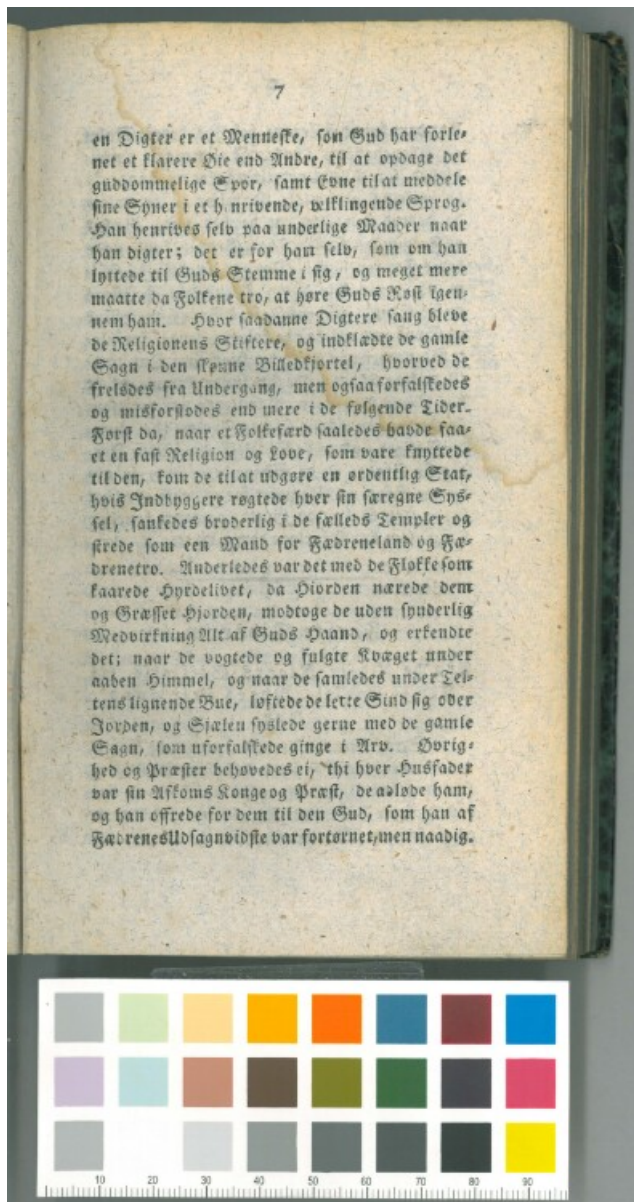 7
en Digter er et Menneske, som Gud har forle-
net et klarere Øie end Andre, til at opdage det
guddommelige Spor, samt Evne til at meddele
sine Syner i et h nrivende, velklingende Sprog.
Han henrives selv paa underlige Maader naar
han digter; det er for ham selv, som om han
lyttede til Guds Stemme i sig, og meget mere
maatte da Folkene tro, at høre Guds Røst igen-
nem ham. Hvor saadanne Digtere sang bleve
de Religionens Stiftere, og indklædte de gamle
Sagn i den skønne Billedkjortel, hvorved de
frelsdes fra Undergang, men ogsaa forfalskedes
og misforstodes end mere i de følgende Tider.
Først da, naar et Folkefærd saaledes havde faa-
et en fast Religion og Love, som vare knyttede
til den, kom de til at udgøre en ordentlig Stat,
hvis Indbyggere røgtede hver sin særegne Sys-
sel, sankedes broderlig i de fælleds Templer og
strede som een Mand for Fædreneland og Fæ-
drenetro. Anderledes var det med de Flokke som
kaarede Hyrdelivet, da Hiorden nærede dem
og Græsset Hjorden, modtoge de uden synderlig
Medvirkning Alt af Guds Haand, og erkendte
det; naar de vogtede og fulgte Kvæget under
aaben Himmel, og naar de samledes under Tel-
tens lignende Bue, løftede de lette Sind sig over
Jorden, og Sjælen syslede gerne med de gamle
Sagn, som uforfalskede ginge i Arv. Øvrig-
hed og Præster behøvedes ei, thi hver Husfader
var sin Afkoms Konge og Præst, de adløde ham,
og han offrede for dem til den Gud, som han af
Fædrenes Udsagn vidste var fortørnet, men naadig.
10 20 30 40 50 60 70 80 90